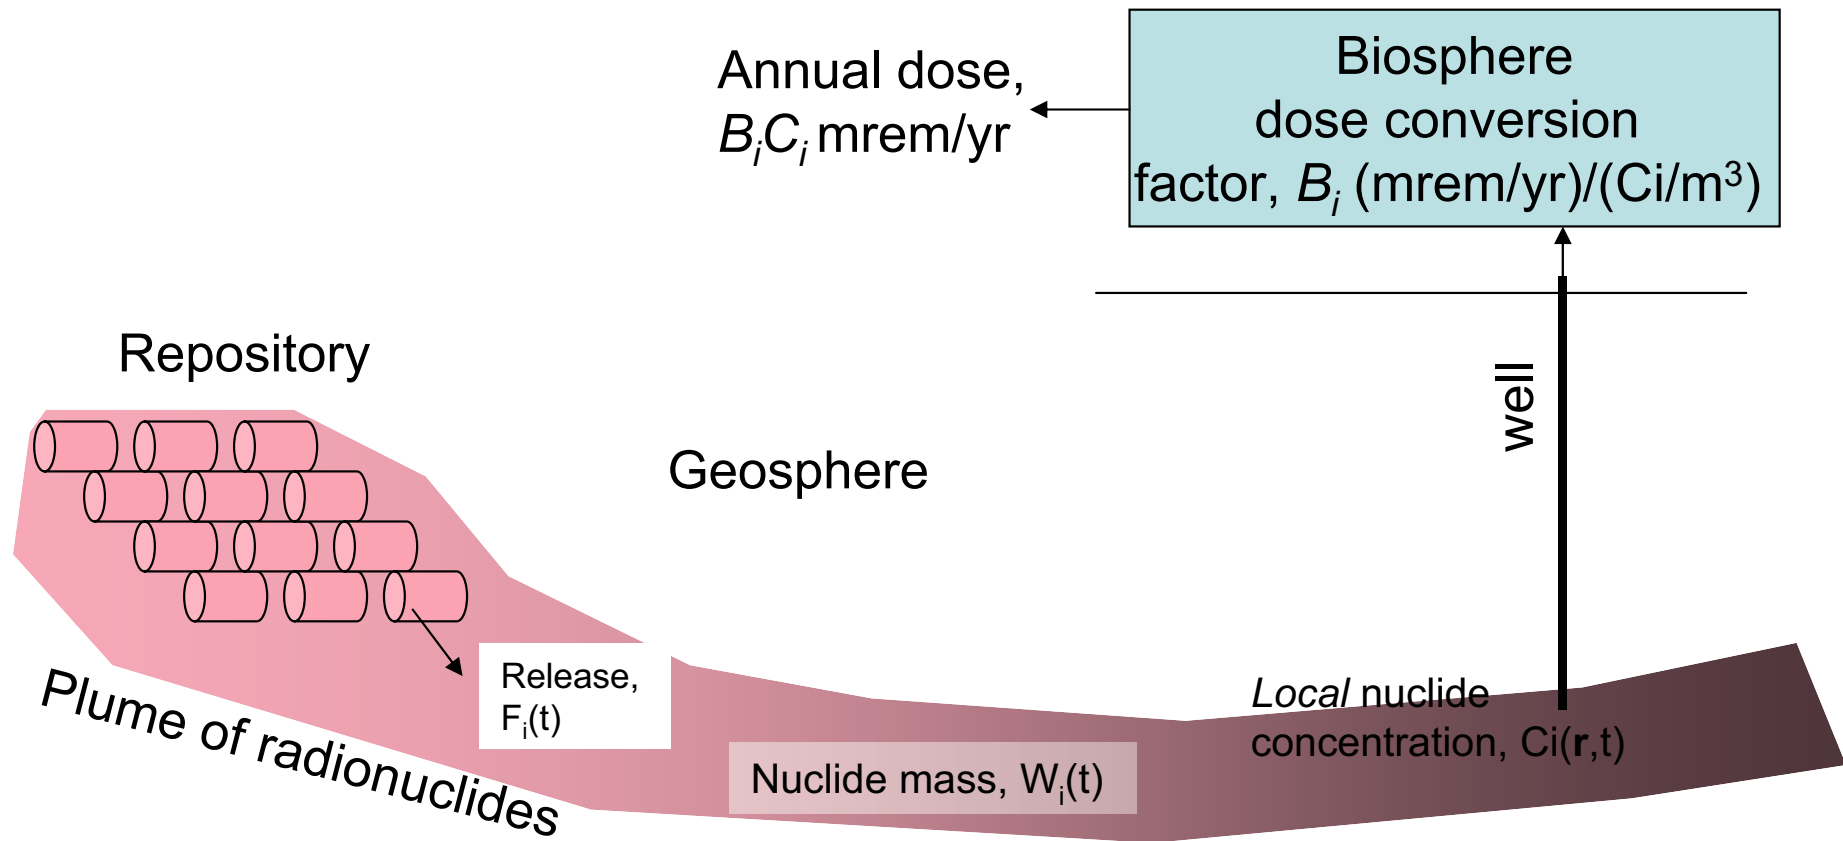 Annual dose,
BᵢCᵢ mrem/yr
Biosphere
dose conversion
factor, Bᵢ (mrem/yr)/(Ci/m³)
Repository
Geosphere
well
Release,
Fᵢ(t)
Plume of radionuclides
Nuclide mass, Wᵢ(t)
Local nuclide
concentration, Ci(r,t)